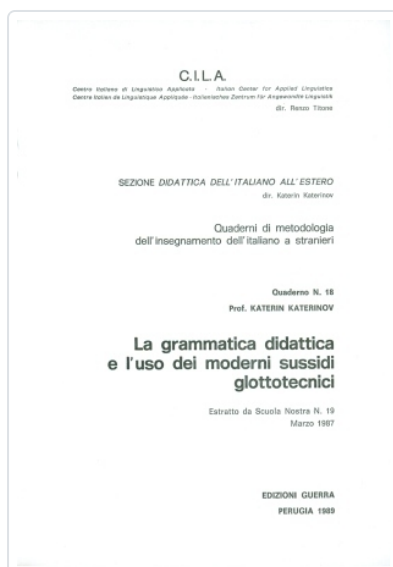 C.I.L.A.
Centro Italiano di Linguistica Applicata - Italian Center for Applied Linguistics
Centre Italien de Linguistique Appliquée - Italienisches Zentrum für Angewandte Linguistik
dir. Renzo Titone
SEZIONE DIDATTICA DELL'ITALIANO ALL'ESTERO
dir. Katerin Katerinov
Quaderni di metodologia
dell'insegnamento dell'italiano a stranieri
Quaderno N. 18
Prof. KATERIN KATERINOV
La grammatica didattica
e l'uso dei moderni sussidi
glottotecnici
Estratto da Scuola Nostra N. 19
Marzo 1987
EDIZIONI GUERRA
PERUGIA 1989